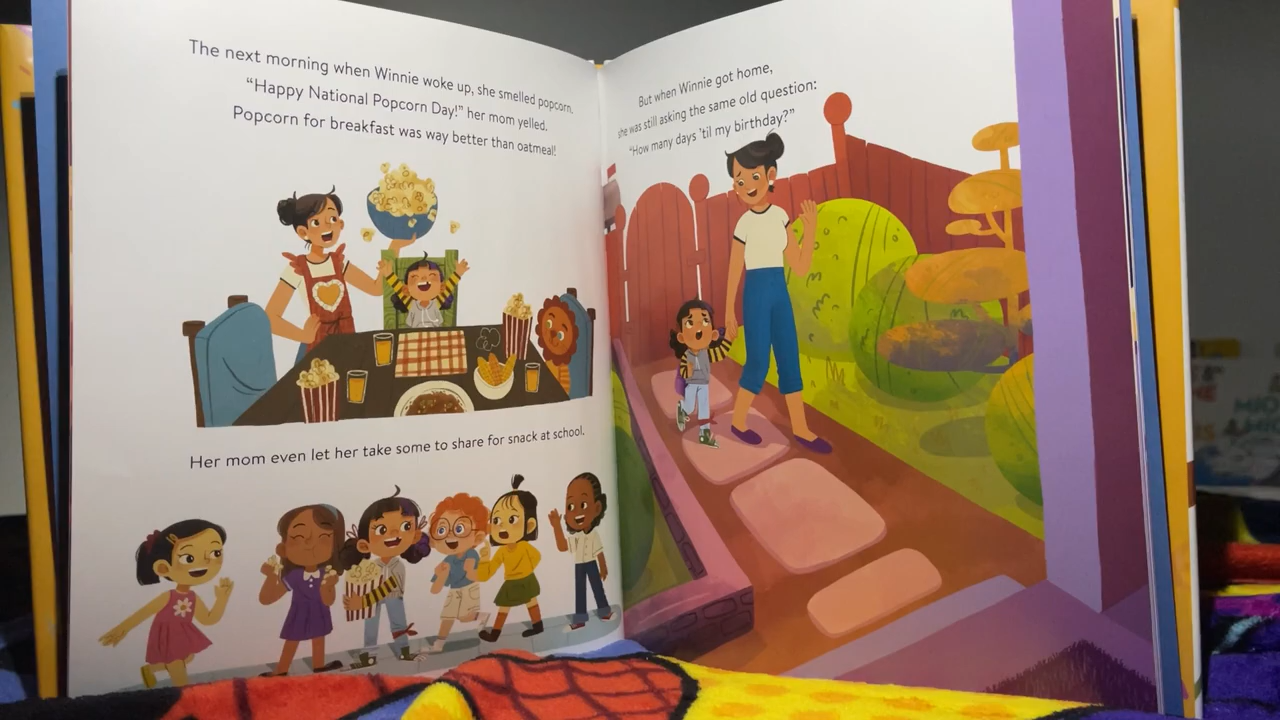 The next morning when Winnie woke up, she smelled popcorn.
“Happy National Popcorn Day!” her mom yelled.
Popcorn for breakfast was way better than oatmeal!
Her mom even let her take some to share for snack at school.
But when Winnie got home,
she was still asking the same old question:
“How many days ’til my birthday?”